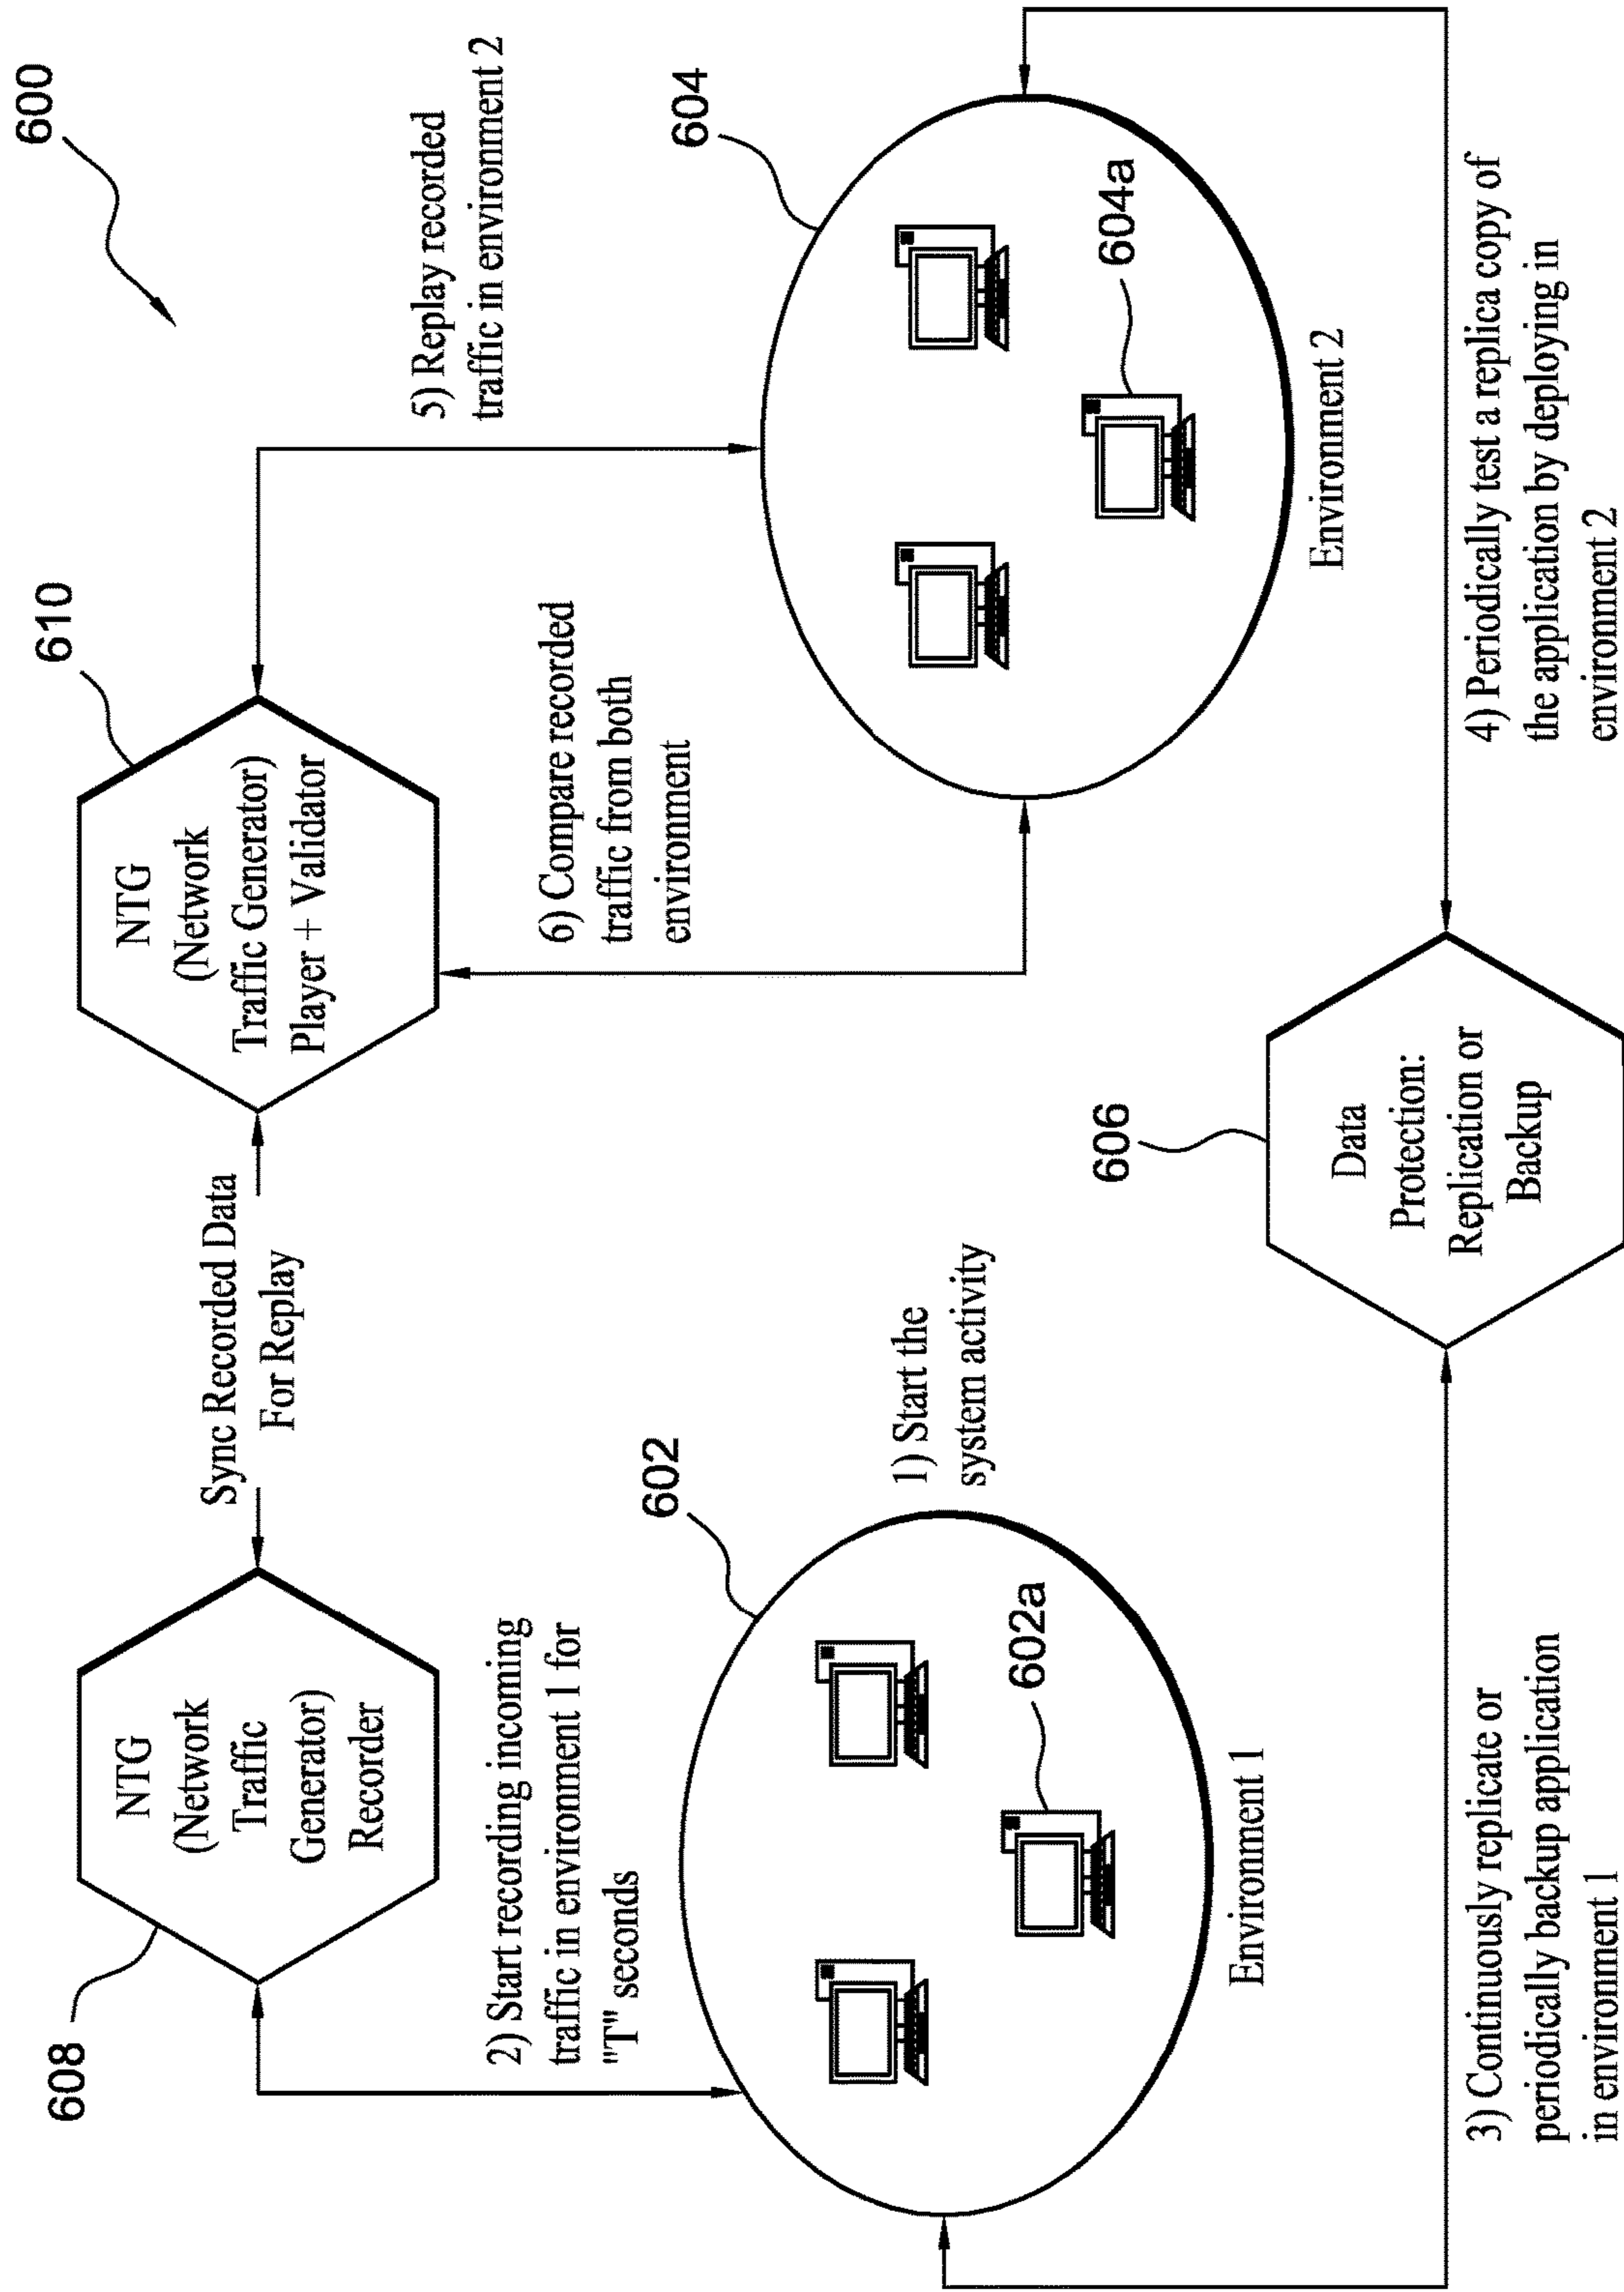 600
608
NTG
(Network
Traffic
Generator)
Recorder
Sync Recorded Data
For Replay
610
NTG
(Network
Traffic Generator)
Player + Validator
2) Start recording incoming
traffic in environment 1 for
"T" seconds
6) Compare recorded
traffic from both
environment
5) Replay recorded
traffic in environment 2
602
602a
Environment 1
1) Start the
system activity
604
604a
Environment 2
606
Data
Protection:
Replication or
Backup
3) Continuously replicate or
periodically backup application
in environment 1
4) Periodically test a replica copy of
the application by deploying in
environment 2